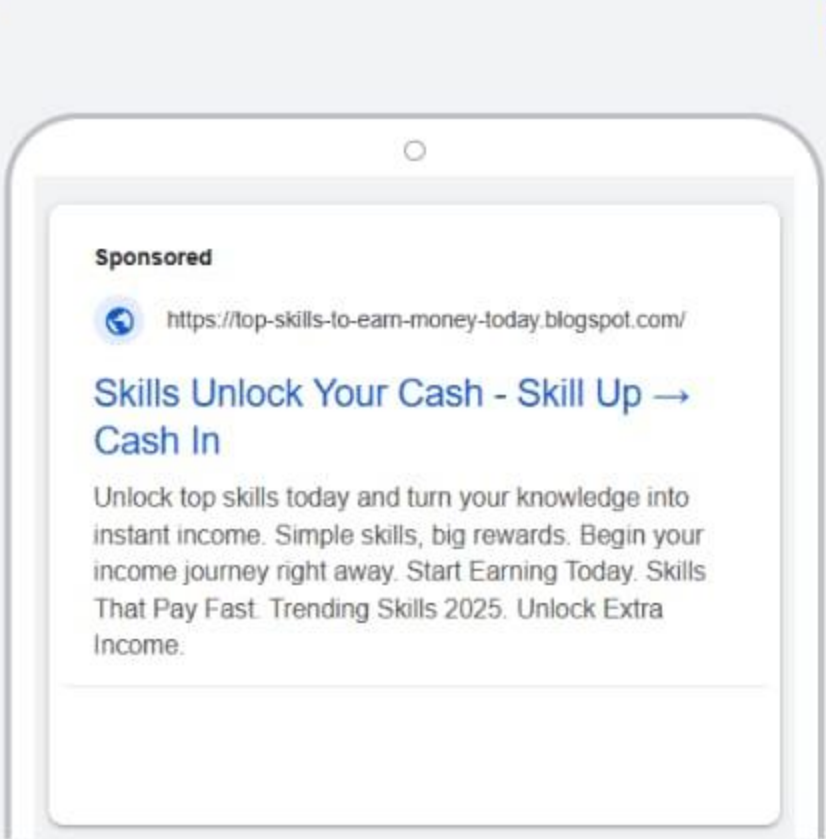 Sponsored
https://top-skills-to-earn-money-today.blogspot.com/
Skills Unlock Your Cash - Skill Up →
Cash In
Unlock top skills today and turn your knowledge into
instant income. Simple skills, big rewards. Begin your
income journey right away. Start Earning Today. Skills
That Pay Fast. Trending Skills 2025. Unlock Extra
Income.